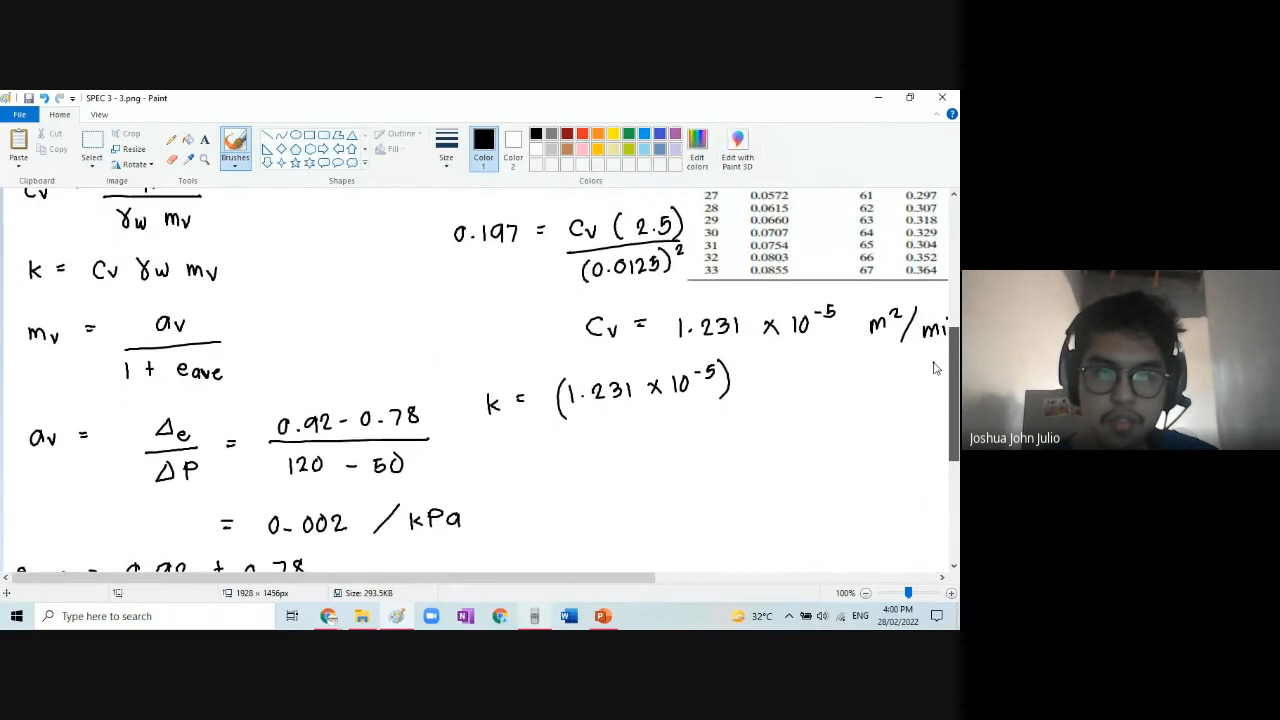 SPEC 3 - 3.png - Paint
File Home View
Paste
Cut
Copy
Clipboard
Select
Crop
Resize
Rotate
Image
Tools
Brushes
Shapes
Outline
Fill
Size
Color 1
Color 2
Edit colors
Edit with Paint 3D
Colors
Cv =
γw mv
k = Cv γw mv
mv = av
1 + eave
av = Δe = 0.92 - 0.78
ΔP 120 - 50
= 0.002 /kPa
= 0.92 + 0.78
0.197 = Cv (2.5)
(0.0125)²
Cv = 1.231 × 10⁻⁵ m²/mi
k = (1.231 × 10⁻⁵)
27 0.0572 61 0.297
28 0.0615 62 0.307
29 0.0660 63 0.318
30 0.0707 64 0.329
31 0.0754 65 0.304
32 0.0803 66 0.352
33 0.0855 67 0.364
1928 × 1456px Size: 293.5KB 100%
Type here to search
32°C ENG 4:00 PM
28/02/2022
Joshua John Julio